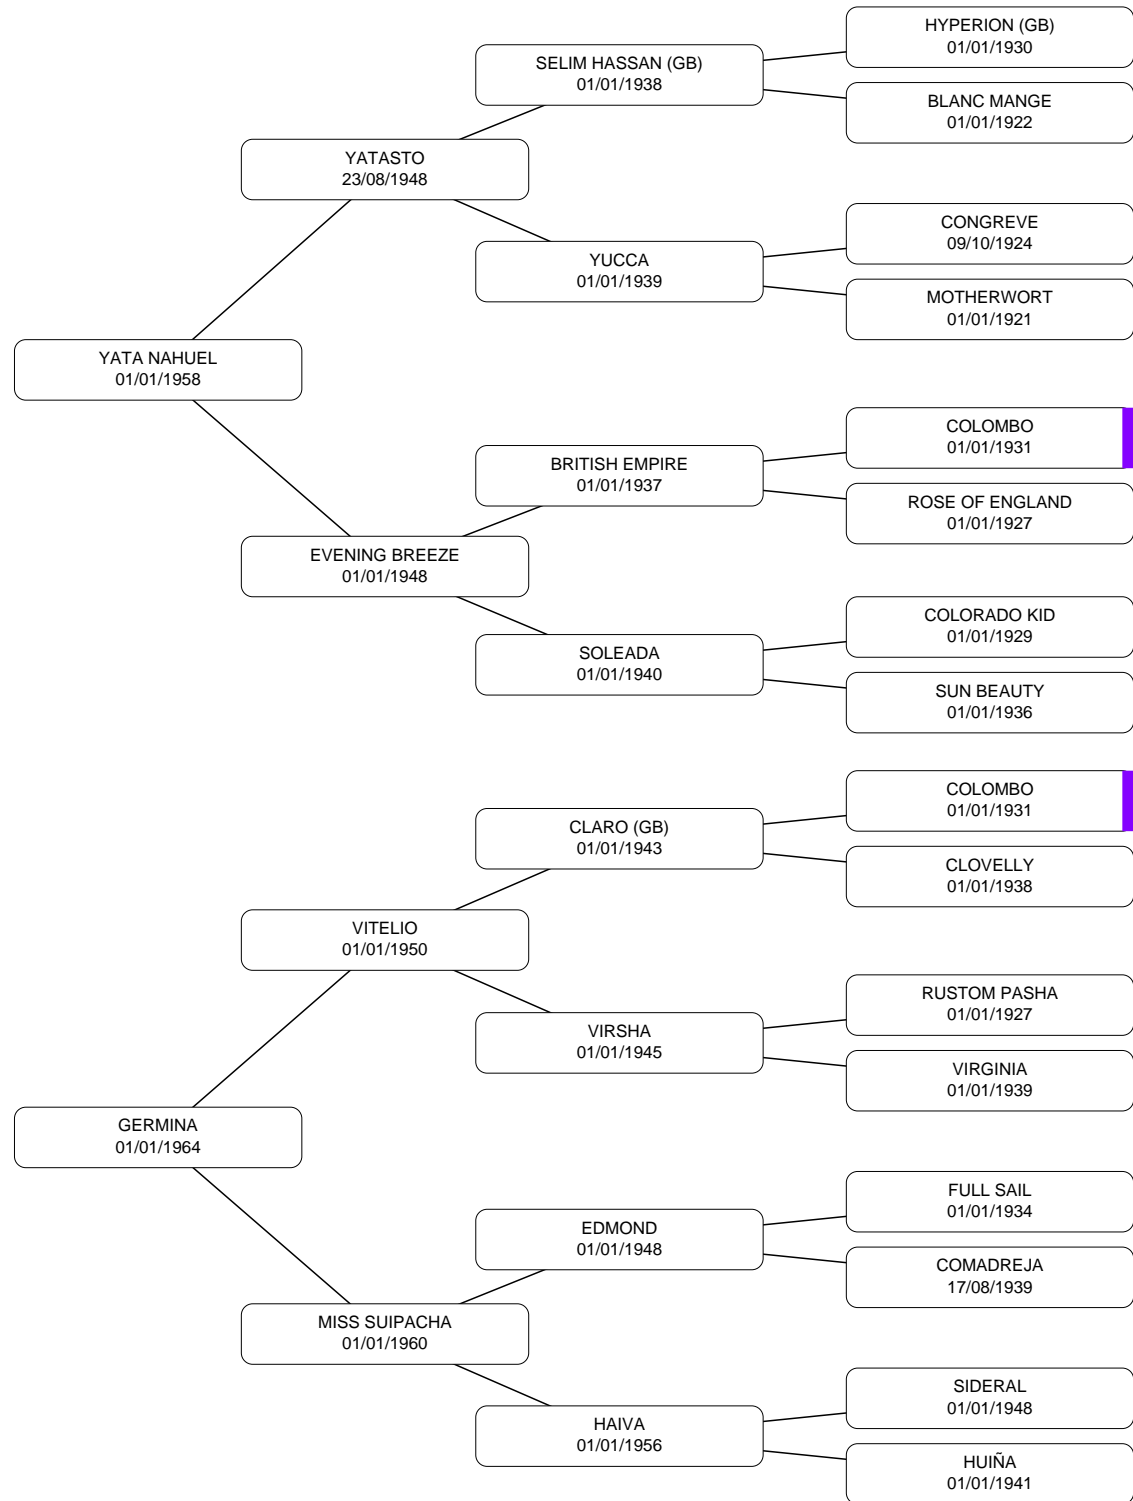 HYPERION (GB)
01/01/1930
SELIM HASSAN (GB)
01/01/1938
BLANC MANGE
01/01/1922
YATASTO
23/08/1948
CONGREVE
09/10/1924
YUCCA
01/01/1939
MOTHERWORT
01/01/1921
YATA NAHUEL
01/01/1958
COLOMBO
01/01/1931
BRITISH EMPIRE
01/01/1937
ROSE OF ENGLAND
01/01/1927
EVENING BREEZE
01/01/1948
COLORADO KID
01/01/1929
SOLEADA
01/01/1940
SUN BEAUTY
01/01/1936
COLOMBO
01/01/1931
CLARO (GB)
01/01/1943
CLOVELLY
01/01/1938
VITELIO
01/01/1950
RUSTOM PASHA
01/01/1927
VIRSHA
01/01/1945
VIRGINIA
01/01/1939
GERMINA
01/01/1964
FULL SAIL
01/01/1934
EDMOND
01/01/1948
COMADREJA
17/08/1939
MISS SUIPACHA
01/01/1960
SIDERAL
01/01/1948
HAIVA
01/01/1956
HUIÑA
01/01/1941